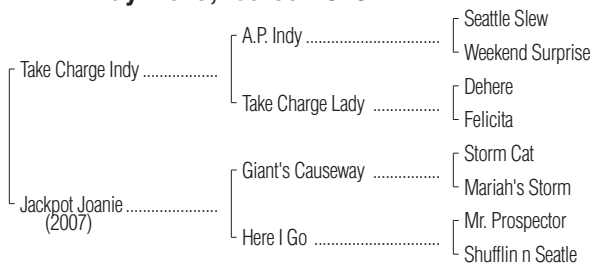 Seattle Slew
A.P. Indy ................................
Weekend Surprise
Take Charge Indy ..................
Dehere
Take Charge Lady ................
Felicita
Storm Cat
Giant's Causeway ................
Mariah's Storm
Jackpot Joanie ......................
(2007)
Mr. Prospector
Here I Go ..............................
Shufflin n Seatle